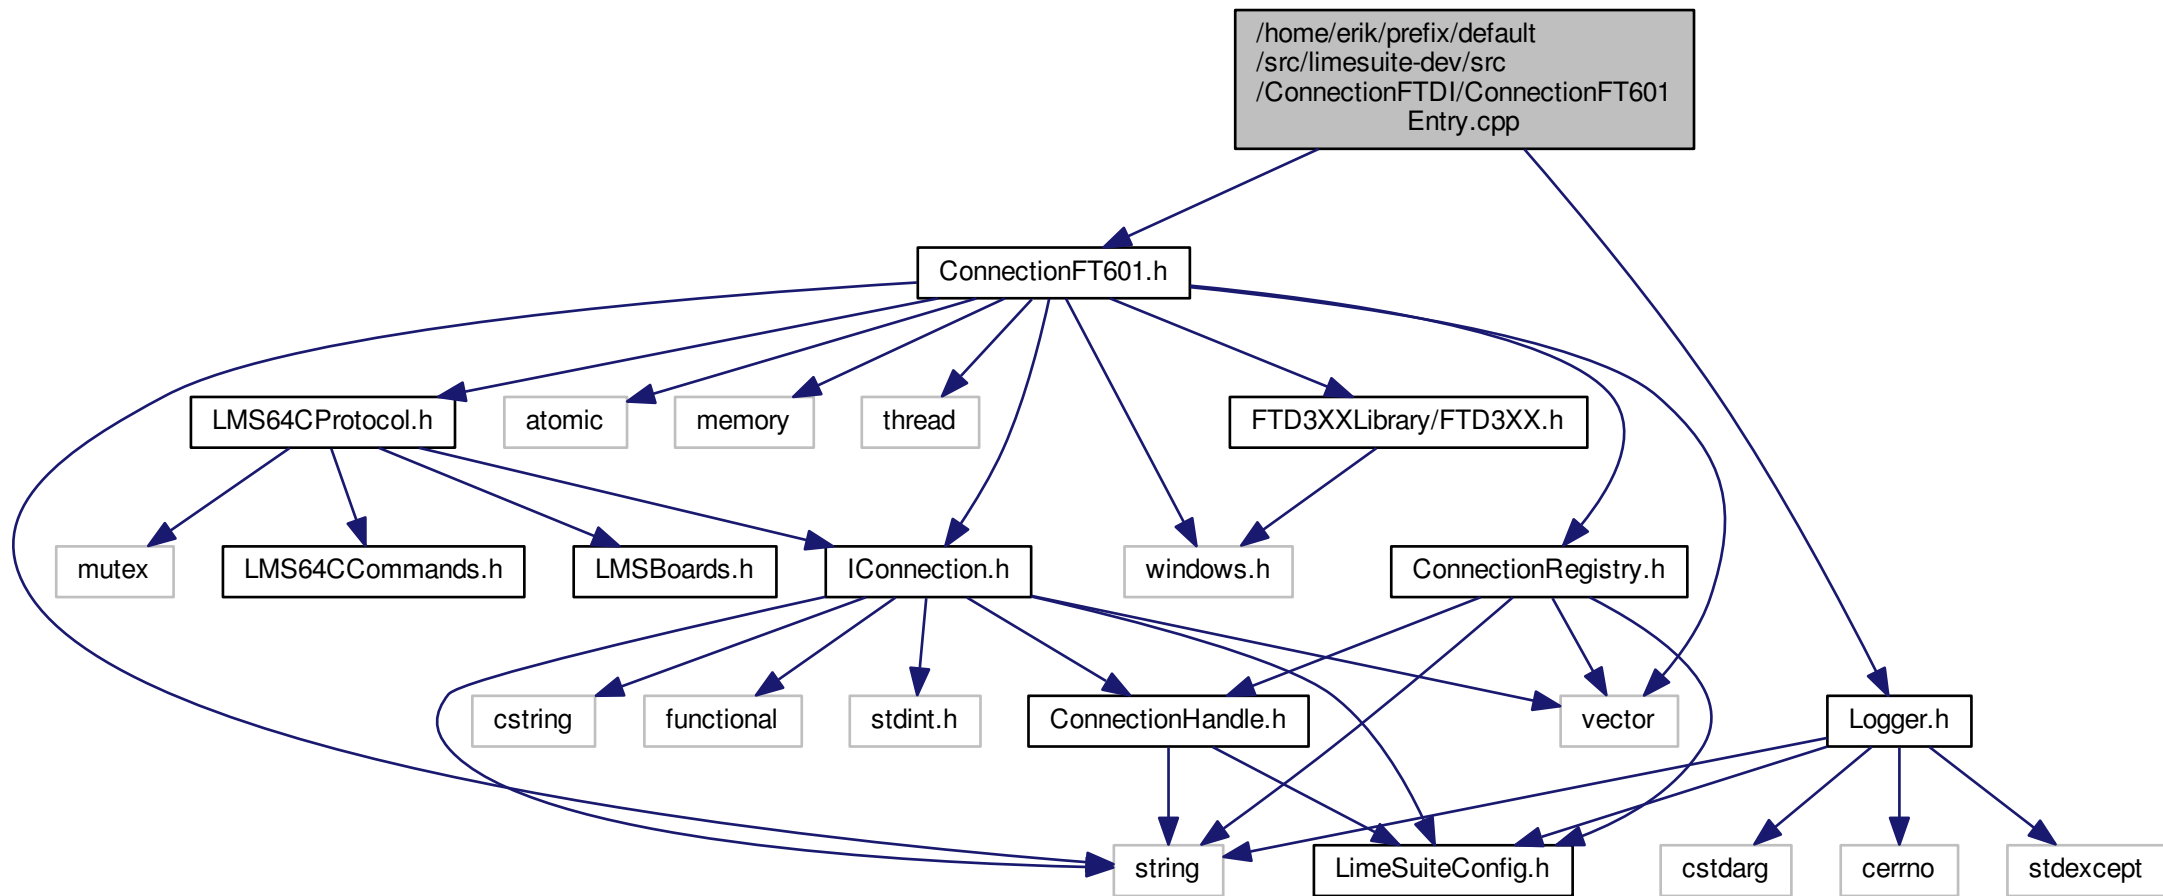 /home/erik/prefix/default
/src/limesuite-dev/src
/ConnectionFTDI/ConnectionFT601
Entry.cpp
ConnectionFT601.h
LMS64CProtocol.h
atomic
memory
thread
FTD3XXLibrary/FTD3XX.h
mutex
LMS64CCommands.h
LMSBoards.h
IConnection.h
windows.h
ConnectionRegistry.h
cstring
functional
stdint.h
ConnectionHandle.h
vector
Logger.h
string
LimeSuiteConfig.h
cstdarg
cerrno
stdexcept